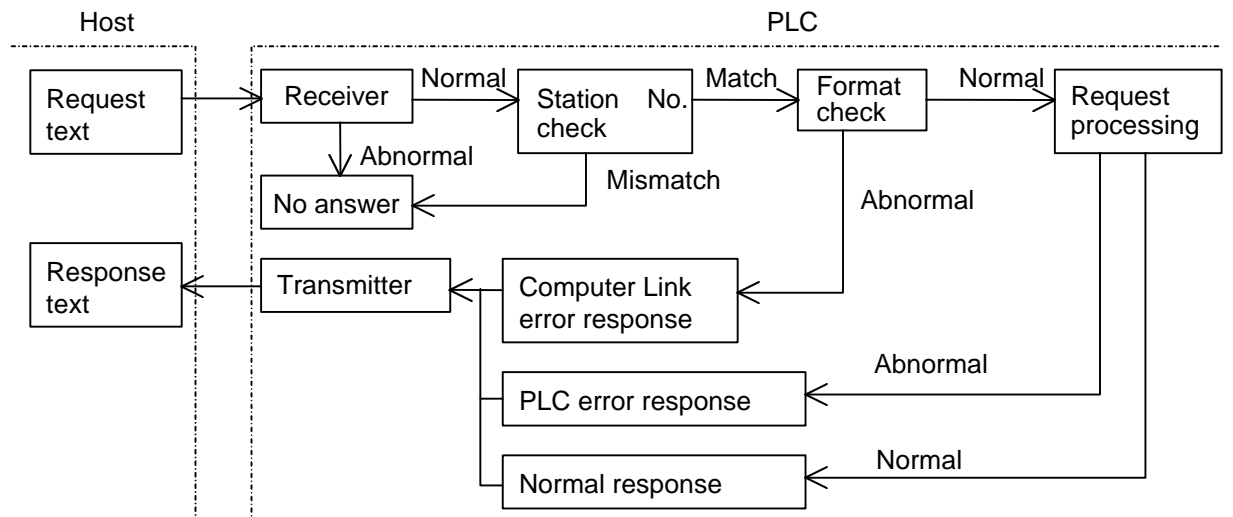 Host
PLC
Request
text
Receiver
Normal
Station No.
check
Match
Format
check
Normal
Request
processing
Abnormal
No answer
Mismatch
Abnormal
Response
text
Transmitter
Computer Link
error response
Abnormal
PLC error response
Normal
Normal response